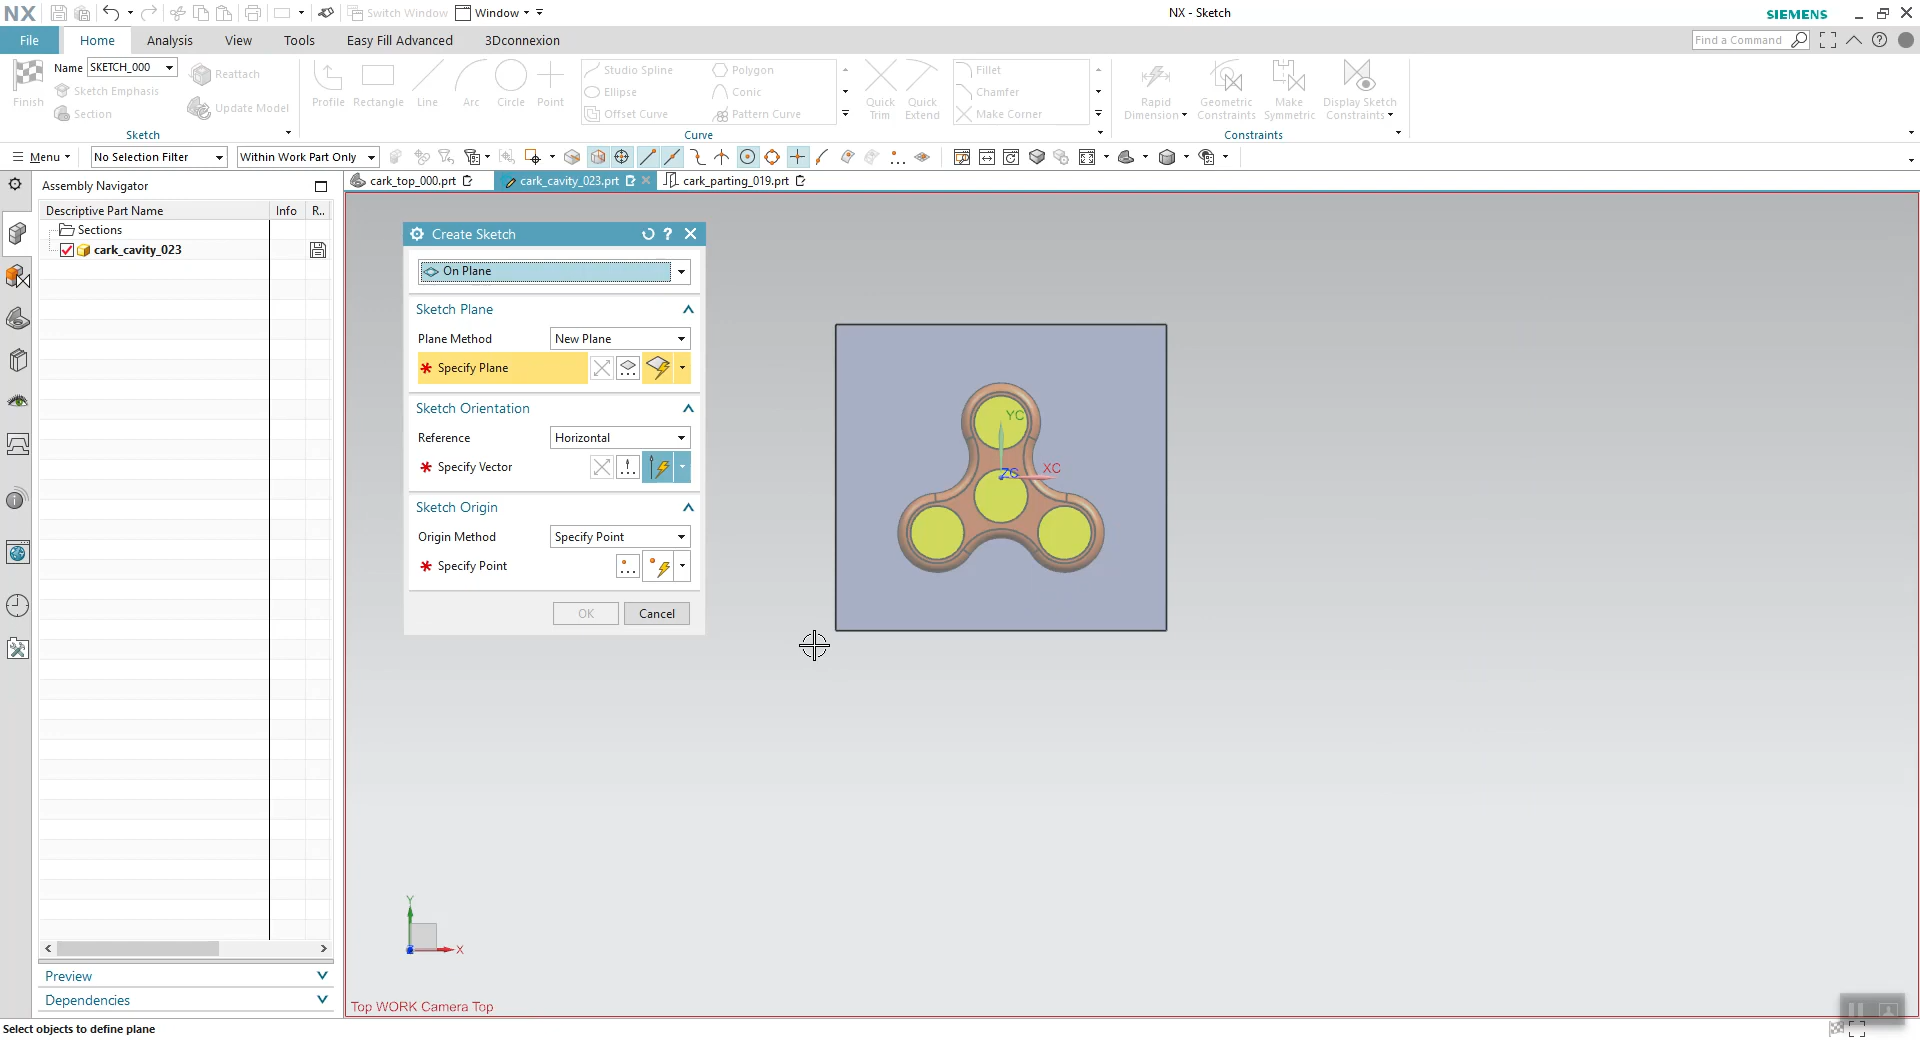 NX
Switch Window
Window
NX - Sketch
SIEMENS
File
Home
Analysis
View
Tools
Easy Fill Advanced
3Dconnexion
Find a Command
Finish
Name SKETCH_000
Sketch Emphasis
Section
Reattach
Update Model
Profile
Rectangle
Line
Arc
Circle
Point
Studio Spline
Ellipse
Offset Curve
Polygon
Conic
Pattern Curve
Quick
Trim
Quick
Extend
Fillet
Chamfer
Make Corner
Rapid
Dimension
Geometric
Constraints
Make
Symmetric
Display Sketch
Constraints
Sketch
Curve
Constraints
Menu
No Selection Filter
Within Work Part Only
Assembly Navigator
cark_top_000.prt
cark_cavity_023.prt
cark_parting_019.prt
Descriptive Part Name
Info
R..
Sections
cark_cavity_023
Create Sketch
On Plane
Sketch Plane
Plane Method
New Plane
* Specify Plane
Sketch Orientation
Reference
Horizontal
* Specify Vector
Sketch Origin
Origin Method
Specify Point
* Specify Point
OK
Cancel
YC
XC
ZC
Y
X
Preview
Dependencies
Top WORK Camera Top
Select objects to define plane